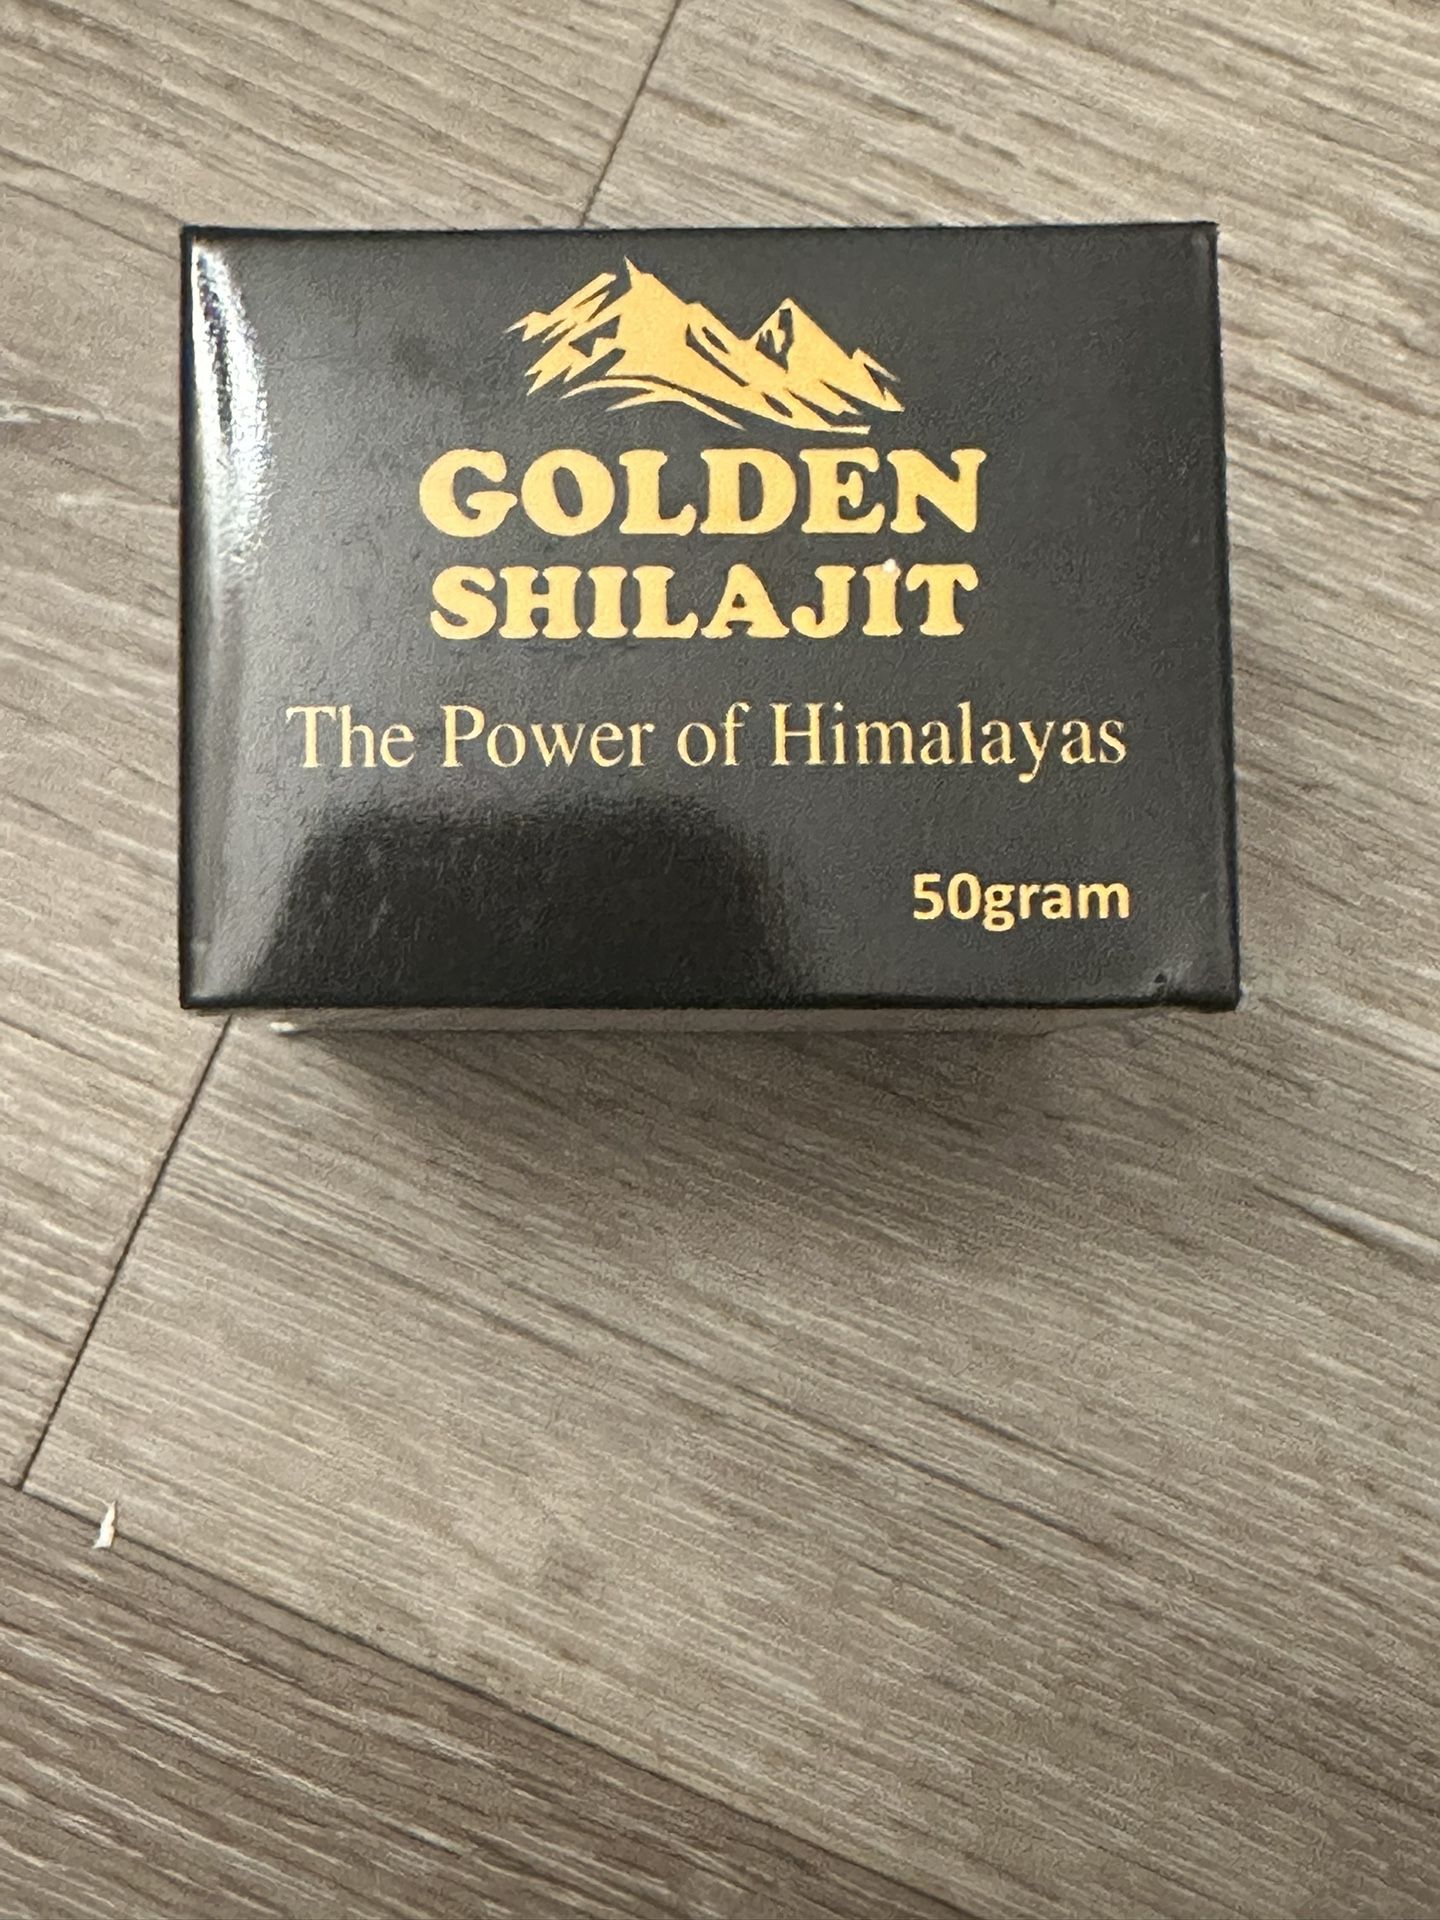 GOLDEN
SHILAJIT
The Power of Himalayas
50gram